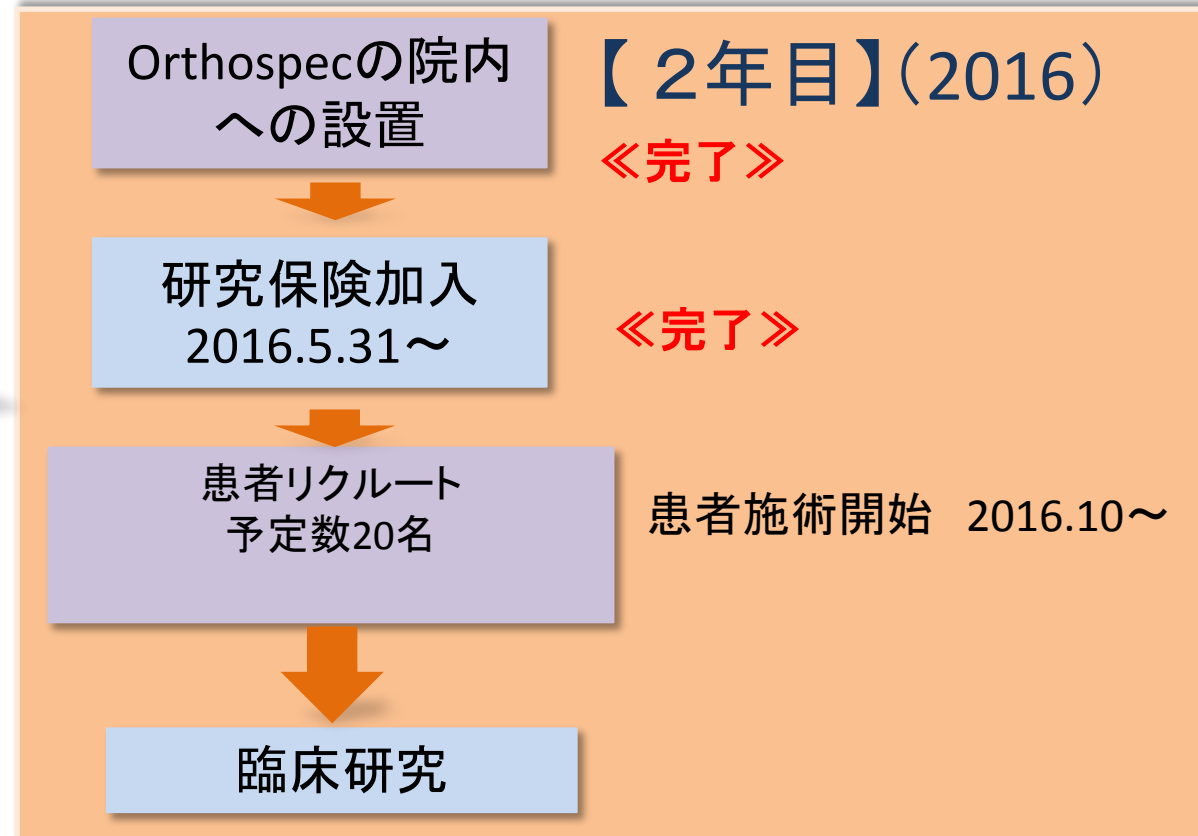 Orthospecの院内
への設置
【２年目】（2016）
≪完了≫
研究保険加入
2016.5.31～
≪完了≫
患者リクルート
予定数20名
患者施術開始　2016.10～
臨床研究